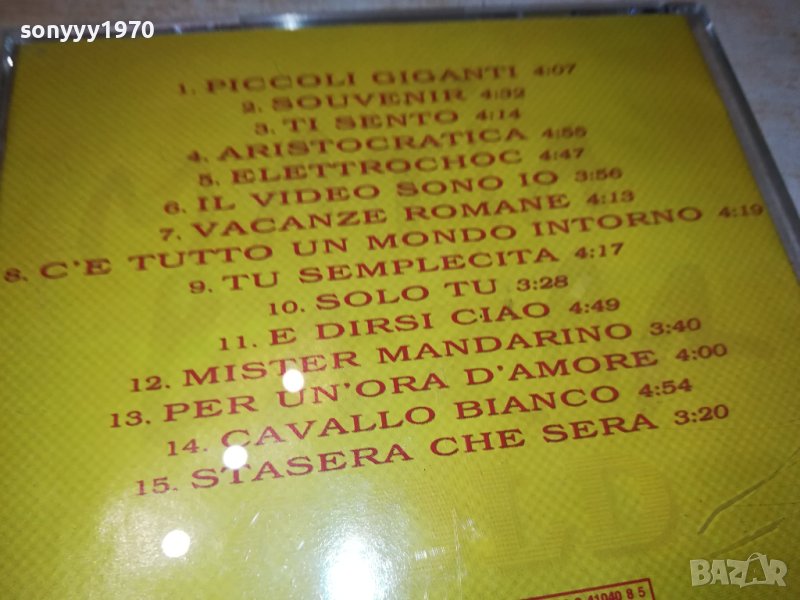 sonyyy1970
1. PICCOLI GIGANTI 4:07
2. SOUVENIR 4:32
3. TI SENTO 4:14
4. ARISTOCRATICA 4:55
5. ELETTROCHOC 4:47
6. IL VIDEO SONO IO 3:56
7. VACANZE ROMANE 4:13
8. C'E TUTTO UN MONDO INTORNO 4:19
9. TU SEMPLECITA 4:17
10. SOLO TU 3:28
11. E DIRSI CIAO 4:49
12. MISTER MANDARINO 3:40
13. PER UN'ORA D'AMORE 4:00
14. CAVALLO BIANCO 4:54
15. STASERA CHE SERA 3:20
41040 8 5
BAZAR